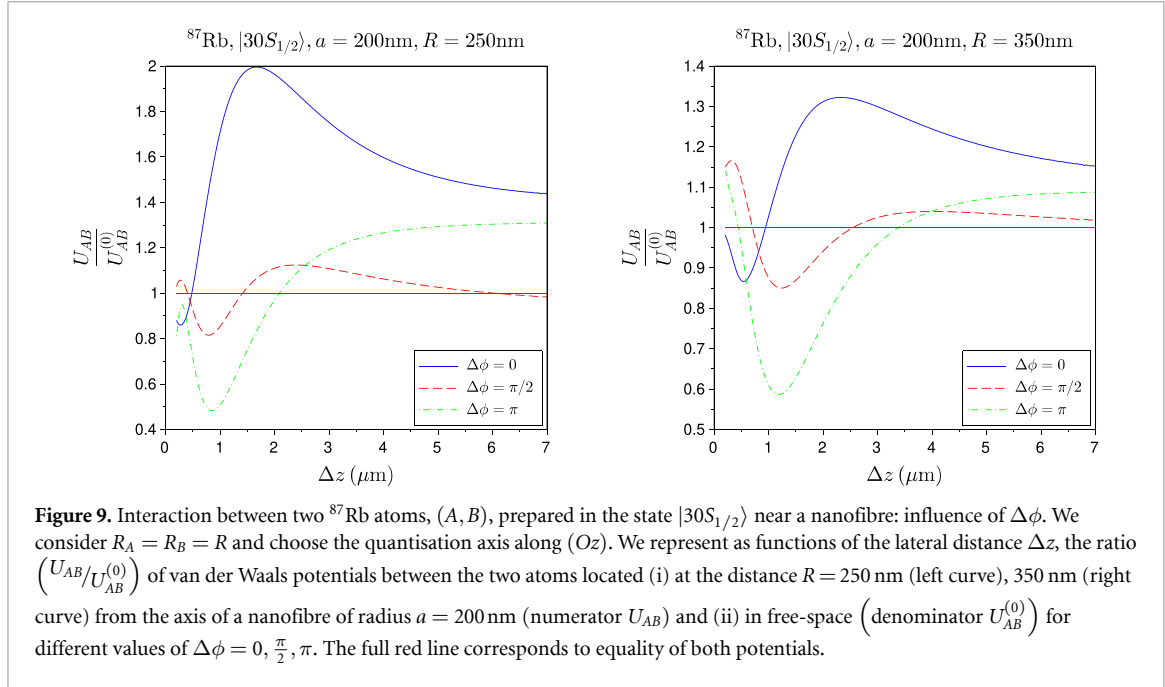 ⁸⁷Rb, |30S₁/₂⟩, a = 200nm, R = 250nm
2
1.8
1.6
1.4
1.2
1
0.8
0.6
0.4
U_AB / U_AB^(0)
Δϕ = 0
Δϕ = π/2
Δϕ = π
0 1 2 3 4 5 6 7
Δz (μm)
⁸⁷Rb, |30S₁/₂⟩, a = 200nm, R = 350nm
1.4
1.3
1.2
1.1
1
0.9
0.8
0.7
0.6
0.5
U_AB / U_AB^(0)
Δϕ = 0
Δϕ = π/2
Δϕ = π
0 1 2 3 4 5 6 7
Δz (μm)
Figure 9. Interaction between two ⁸⁷Rb atoms, (A, B), prepared in the state |30S₁/₂⟩ near a nanofibre: influence of Δϕ. We
consider R_A = R_B = R and choose the quantisation axis along (Oz). We represent as functions of the lateral distance Δz, the ratio
(U_AB/U_AB^(0)) of van der Waals potentials between the two atoms located (i) at the distance R = 250 nm (left curve), 350 nm (right
curve) from the axis of a nanofibre of radius a = 200 nm (numerator U_AB) and (ii) in free-space (denominator U_AB^(0)) for
different values of Δϕ = 0, π/2, π. The full red line corresponds to equality of both potentials.